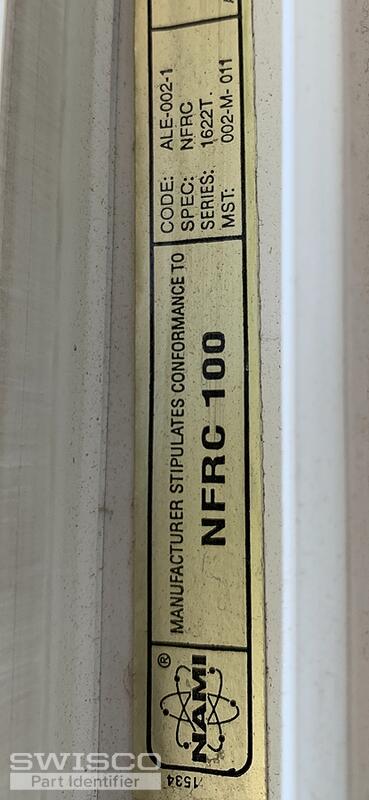 NAMI ®
1534
MANUFACTURER STIPULATES CONFORMANCE TO
NFRC 100
CODE: ALE-002-1
SPEC: NFRC
SERIES: 1622T.
MST: 002-M- 011
SWISCO
Part Identifier